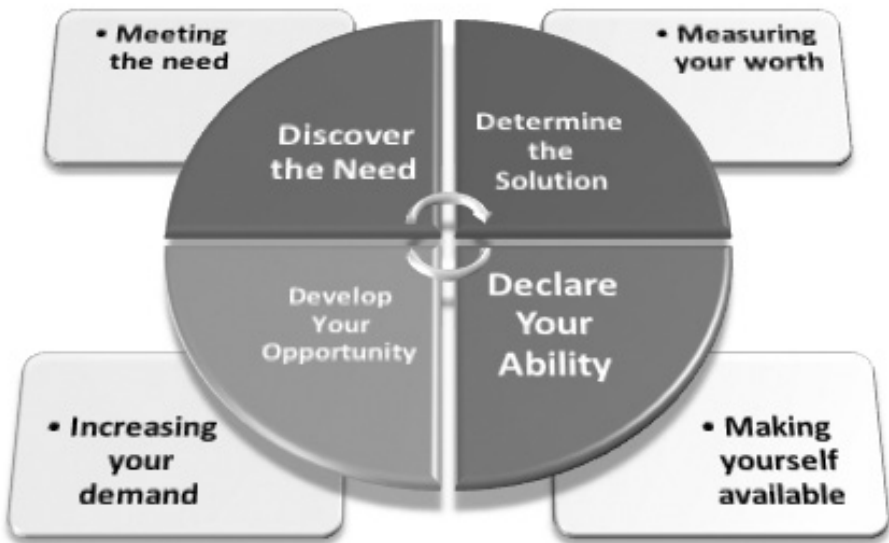 • Meeting
the need
• Measuring
your worth
Discover
the Need
Determine
the
Solution
Develop
Your
Opportunity
Declare
Your
Ability
• Increasing
your
demand
• Making
yourself
available